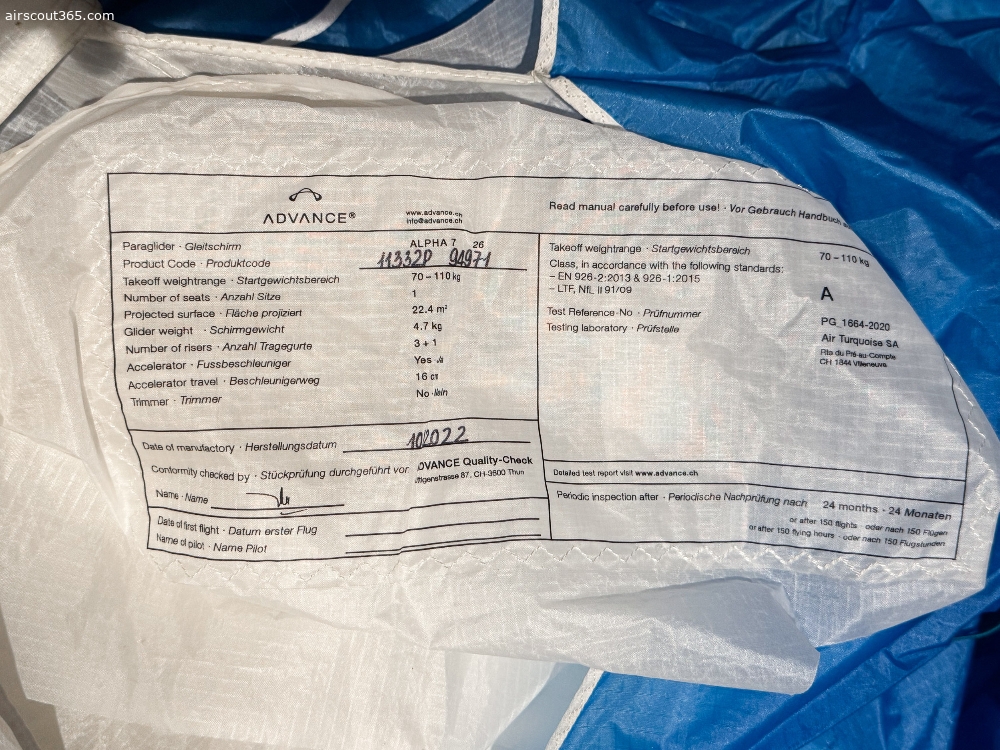 airscout365.com
ADVANCE®
www.advance.ch
info@advance.ch
Read manual carefully before use! · Vor Gebrauch Handbuch
Paraglider · Gleitschirm ALPHA 7 26
Product Code · Produktcode 11332P 94971
Takeoff weightrange · Startgewichtsbereich 70 – 110 kg
Number of seats · Anzahl Sitze 1
Projected surface · Fläche projiziert 22.4 m²
Glider weight · Schirmgewicht 4.7 kg
Number of risers · Anzahl Tragegurte 3 + 1
Accelerator · Fussbeschleuniger Yes
Accelerator travel · Beschleunigerweg 16 cm
Trimmer · Trimmer No · Nein
Date of manufactory · Herstellungsdatum 102022
Conformity checked by · Stückprüfung durchgeführt von DVANCE Quality-Check
87, CH-3600 Thun
Name · Name
Date of first flight · Datum erster Flug
Name of pilot · Name Pilot
Takeoff weightrange · Startgewichtsbereich 70 – 110 kg
Class, in accordance with the following standards:
– EN 926-2:2013 & 926-1:2015 A
– LTF, NfL II 91/09
Test Reference No · Prüfnummer PG_1664-2020
Testing laboratory · Prüfstelle Air Turquoise SA
Rte du Pré-au-Comte
CH 1844 Villeneuve
Detailed test report visit www.advance.ch
Periodic inspection after · Periodische Nachprüfung nach 24 months - 24 Monaten
or after 150 flights oder nach 150 Flügen
or after 150 flying hours · oder nach 150 Flugstunden